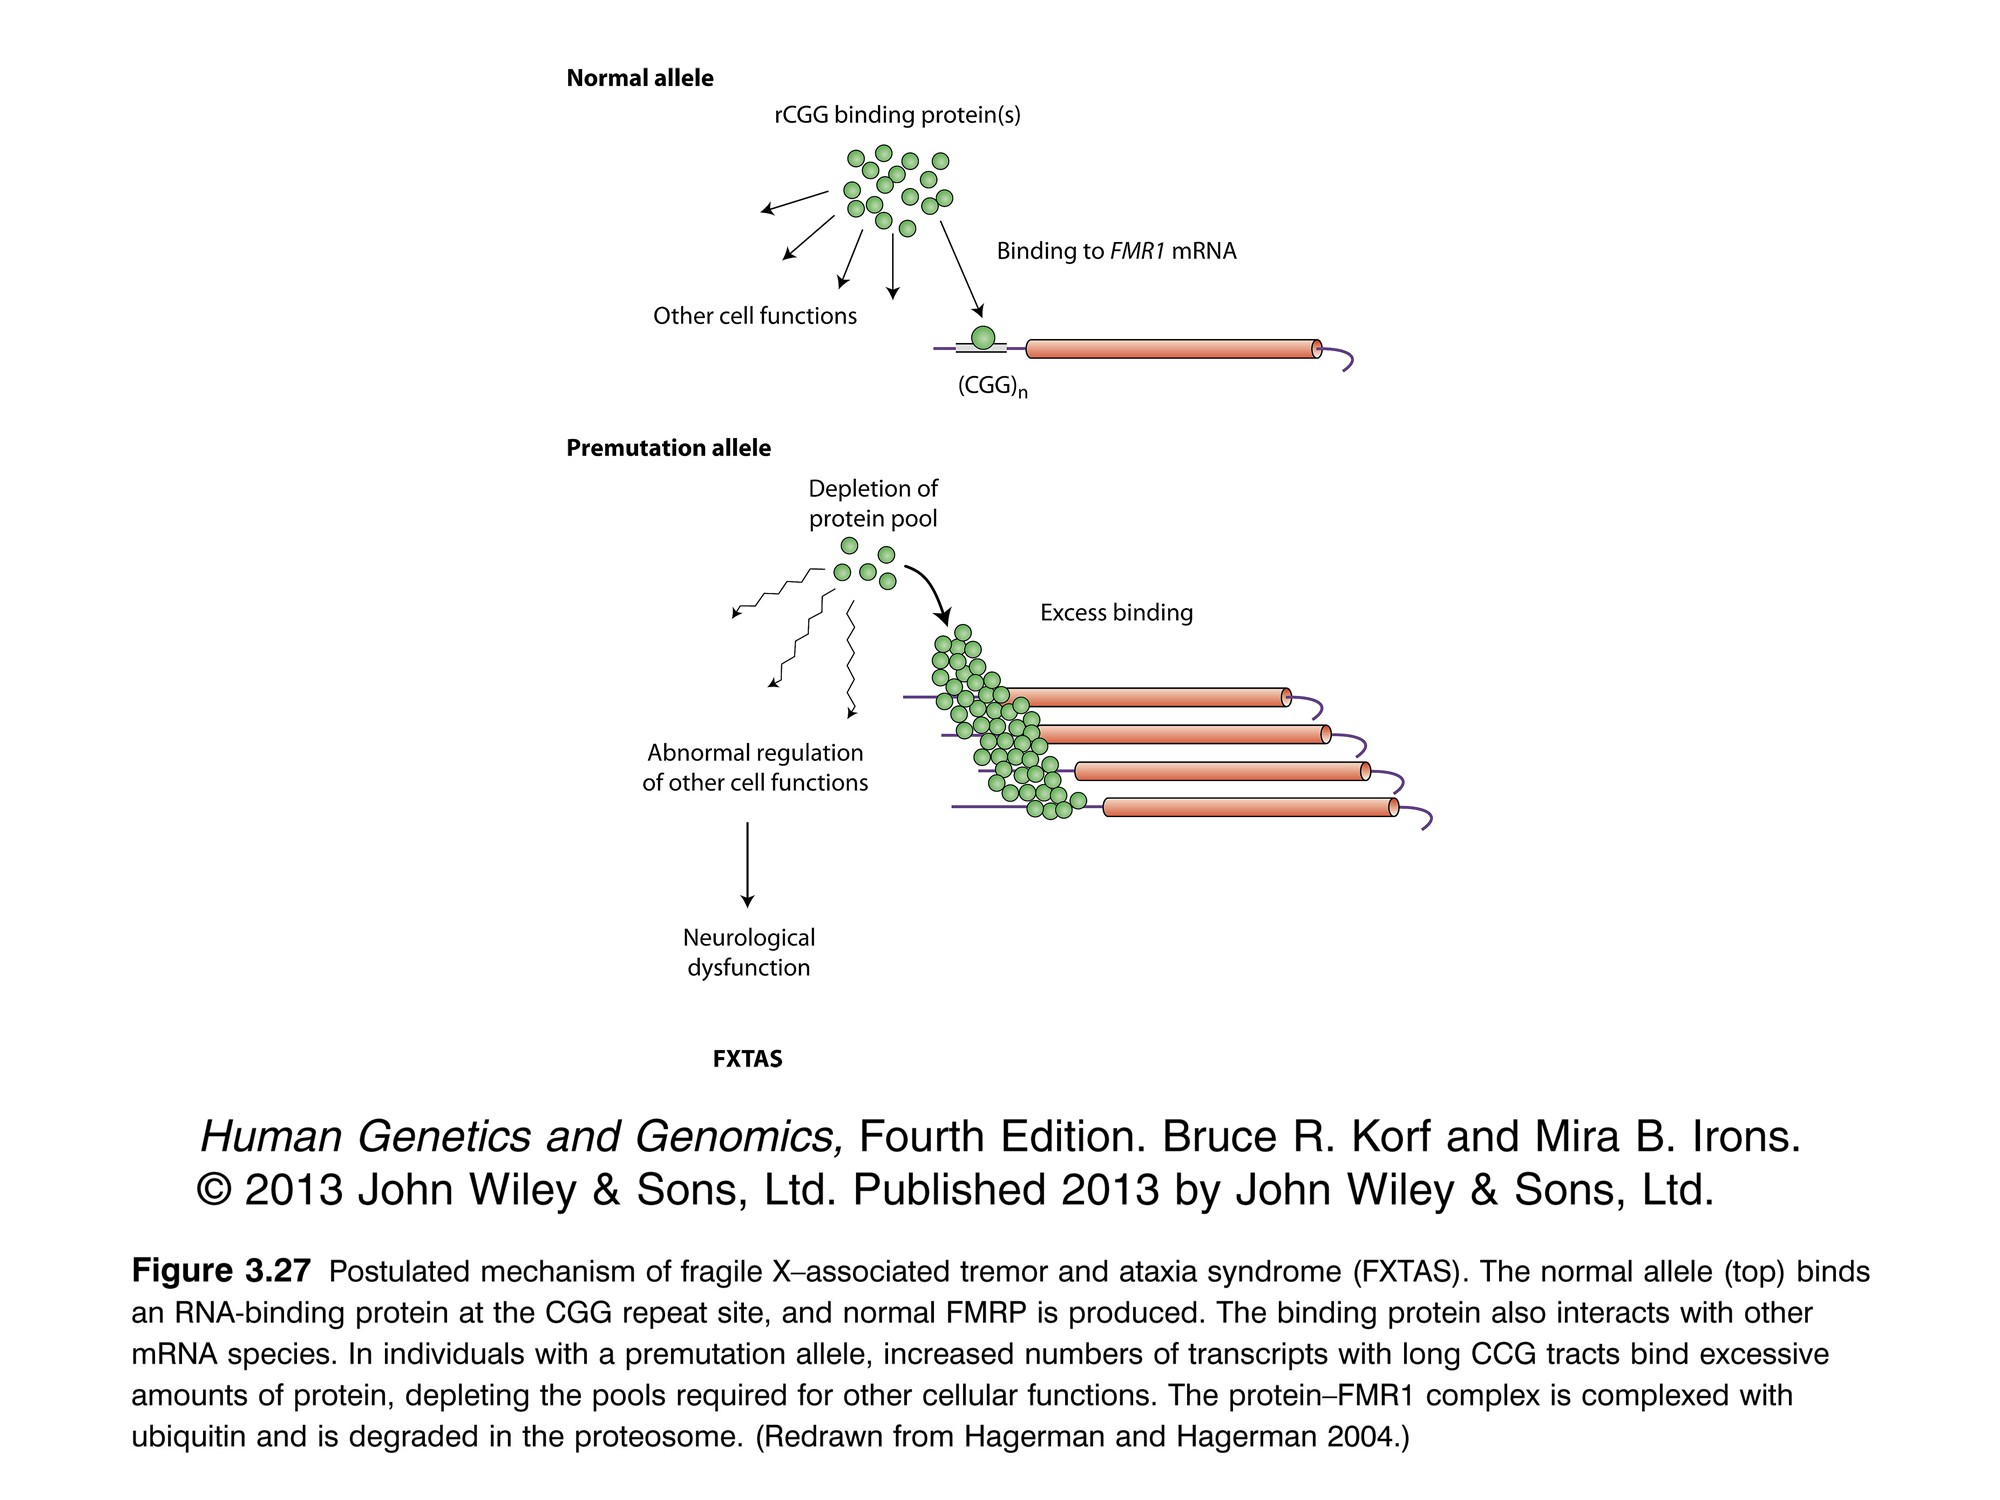 Normal allele
rCGG binding protein(s)
Binding to FMR1 mRNA
Other cell functions
(CGG)n
Premutation allele
Depletion of
protein pool
Excess binding
Abnormal regulation
of other cell functions
Neurological
dysfunction
FXTAS
Human Genetics and Genomics, Fourth Edition. Bruce R. Korf and Mira B. Irons.
© 2013 John Wiley & Sons, Ltd. Published 2013 by John Wiley & Sons, Ltd.
Figure 3.27 Postulated mechanism of fragile X–associated tremor and ataxia syndrome (FXTAS). The normal allele (top) binds
an RNA-binding protein at the CGG repeat site, and normal FMRP is produced. The binding protein also interacts with other
mRNA species. In individuals with a premutation allele, increased numbers of transcripts with long CCG tracts bind excessive
amounts of protein, depleting the pools required for other cellular functions. The protein–FMR1 complex is complexed with
ubiquitin and is degraded in the proteosome. (Redrawn from Hagerman and Hagerman 2004.)